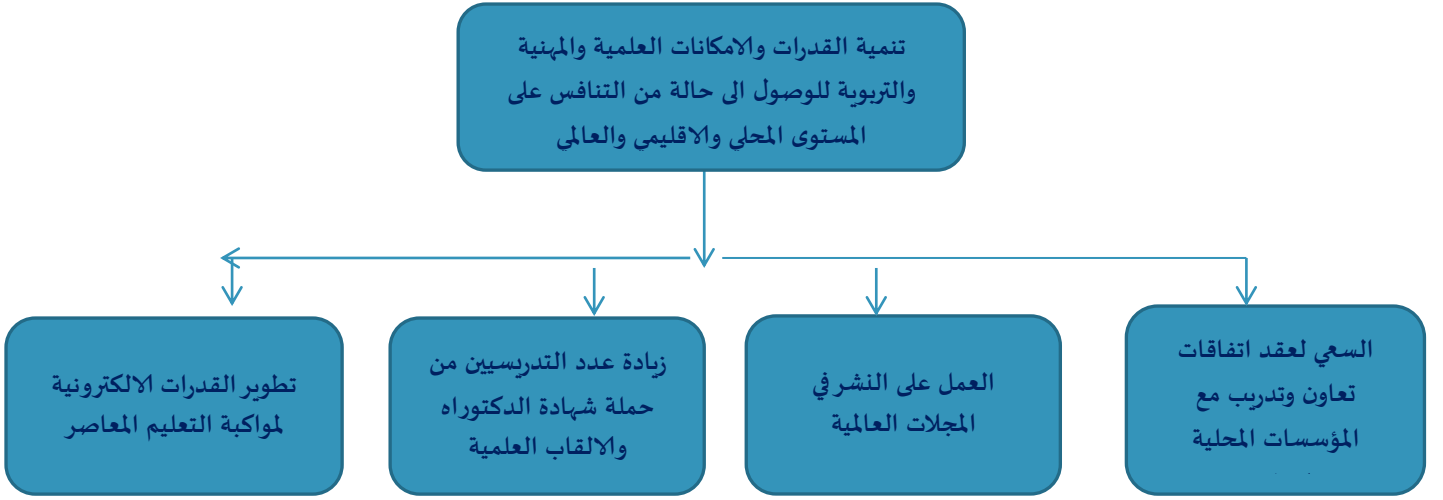 تنمية القدرات والامكانات العلمية والمهنية
والتربوية للوصول الى حالة من التنافس على
المستوى المحلي والاقليمي والعالمي
السعي لعقد اتفاقات
تعاون وتدريب مع
المؤسسات المحلية
العمل على النشر في
المجلات العالمية
زيادة عدد التدريسيين من
حملة شهادة الدكتوراه
والالقاب العلمية
تطوير القدرات الالكترونية
لمواكبة التعليم المعاصر